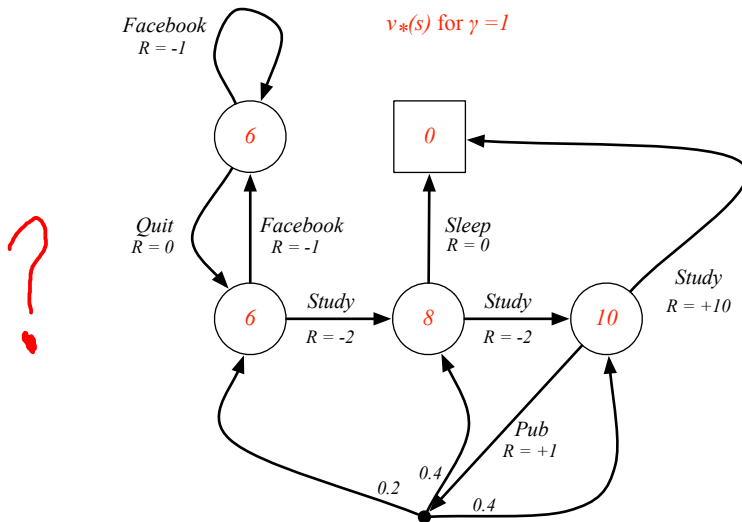 Facebook
R = -1
v*(s) for γ =1
6
0
Quit
R = 0
Facebook
R = -1
Sleep
R = 0
Study
R = +10
?
6
Study
R = -2
8
Study
R = -2
10
Pub
R = +1
0.2
0.4
0.4